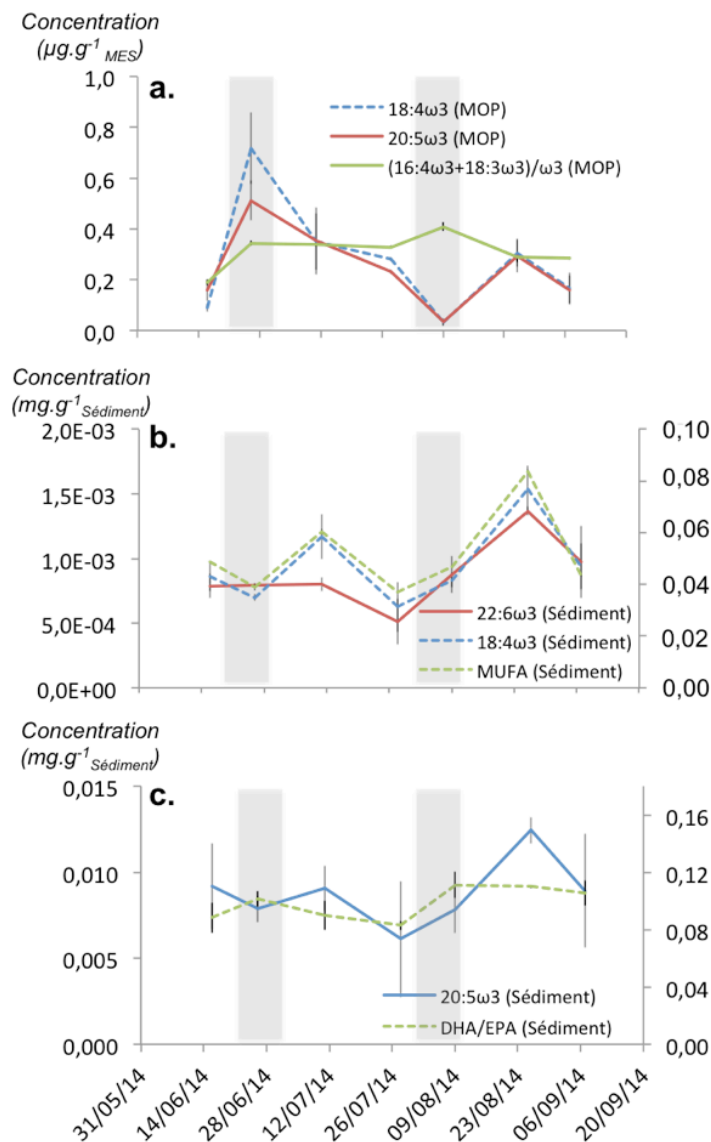 Concentration
(µg.g⁻¹ MES)
1,0
0,8
0,6
0,4
0,2
0,0
a.
18:4ω3 (MOP)
20:5ω3 (MOP)
(16:4ω3+18:3ω3)/ω3 (MOP)
Concentration
(mg.g⁻¹ Sédiment)
2,0E-03
1,5E-03
1,0E-03
5,0E-04
0,0E+00
b.
0,10
0,08
0,06
0,04
0,02
0,00
22:6ω3 (Sédiment)
18:4ω3 (Sédiment)
MUFA (Sédiment)
Concentration
(mg.g⁻¹ Sédiment)
0,015
0,010
0,005
0,000
c.
0,16
0,12
0,08
0,04
0,00
20:5ω3 (Sédiment)
DHA/EPA (Sédiment)
31/05/14
14/06/14
28/06/14
12/07/14
26/07/14
09/08/14
23/08/14
06/09/14
20/09/14